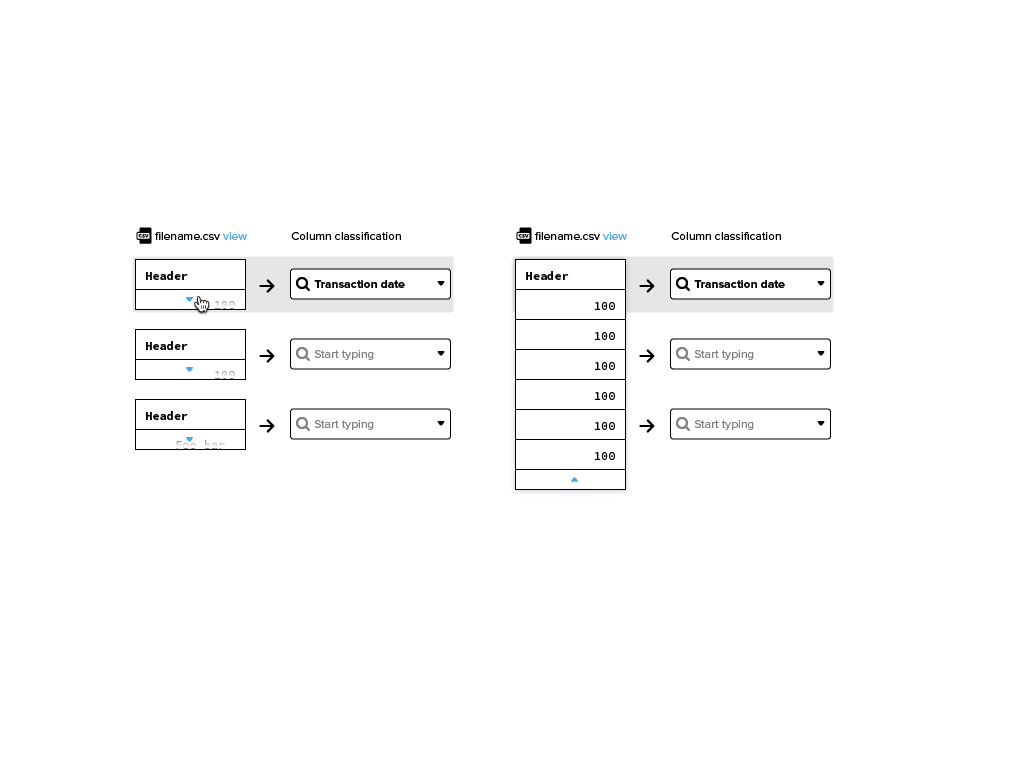 CSV filename.csv view Column classification
Header
Transaction date
100
Header
Start typing
100
Header
Start typing
Foo bar
CSV filename.csv view Column classification
Header
Transaction date
100
100
Start typing
100
100
100
Start typing
100